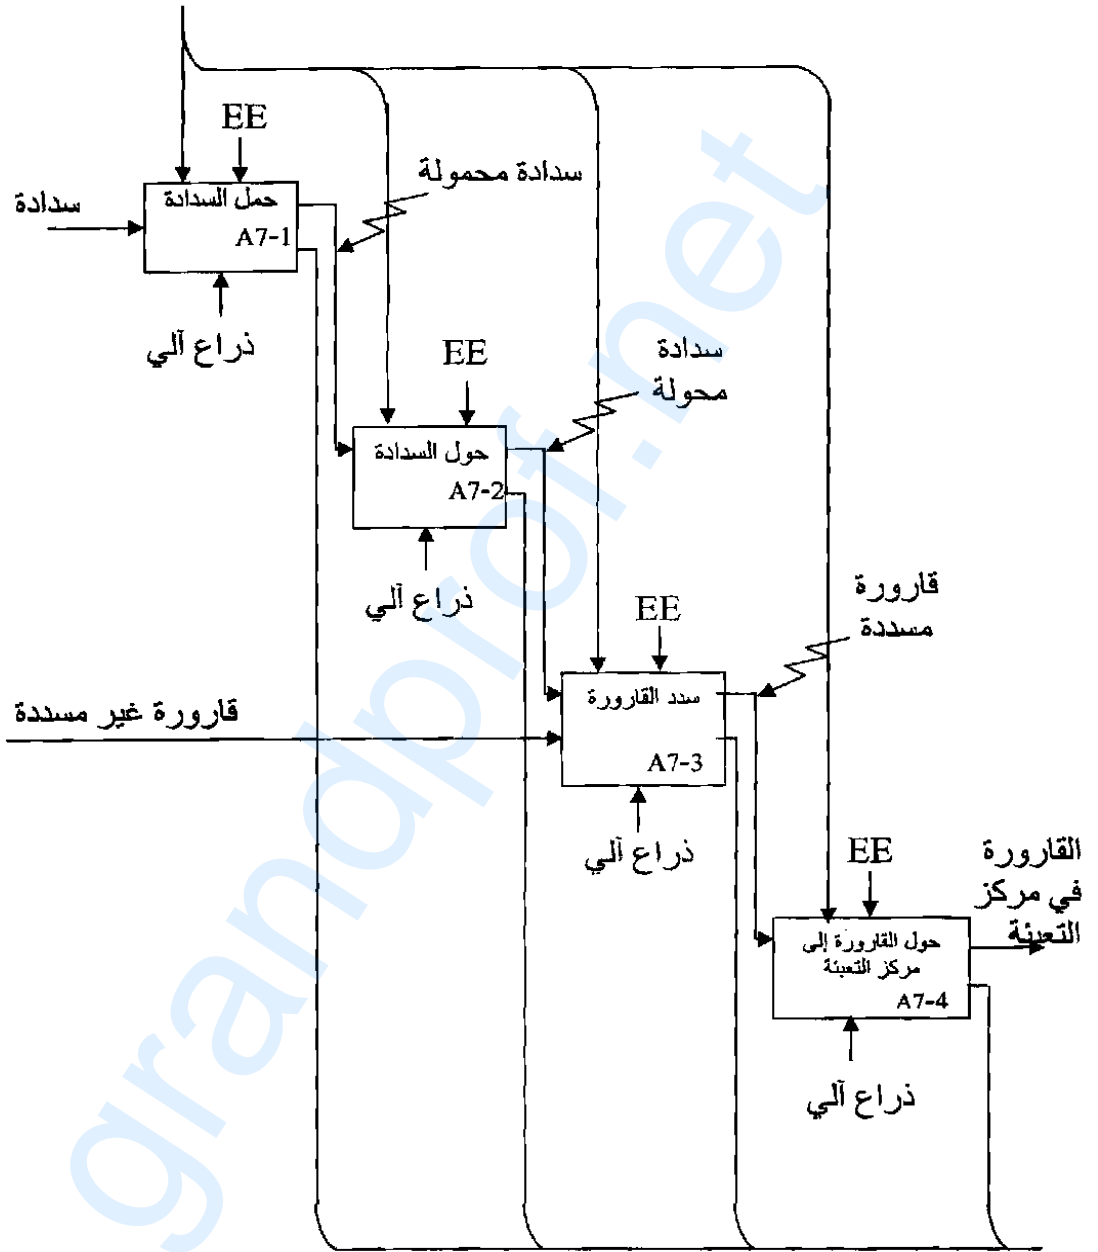 EE
سدادة محمولة
سدادة
حمل السدادة
A7-1
ذراع آلي
EE
سدادة
محولة
حول السدادة
A7-2
ذراع آلي
EE
قارورة
مسددة
قارورة غير مسددة
سدد القارورة
A7-3
ذراع آلي
EE
القارورة
في مركز
التعبئة
حول القارورة إلى
مركز التعبئة
A7-4
ذراع آلي
grandprof.net